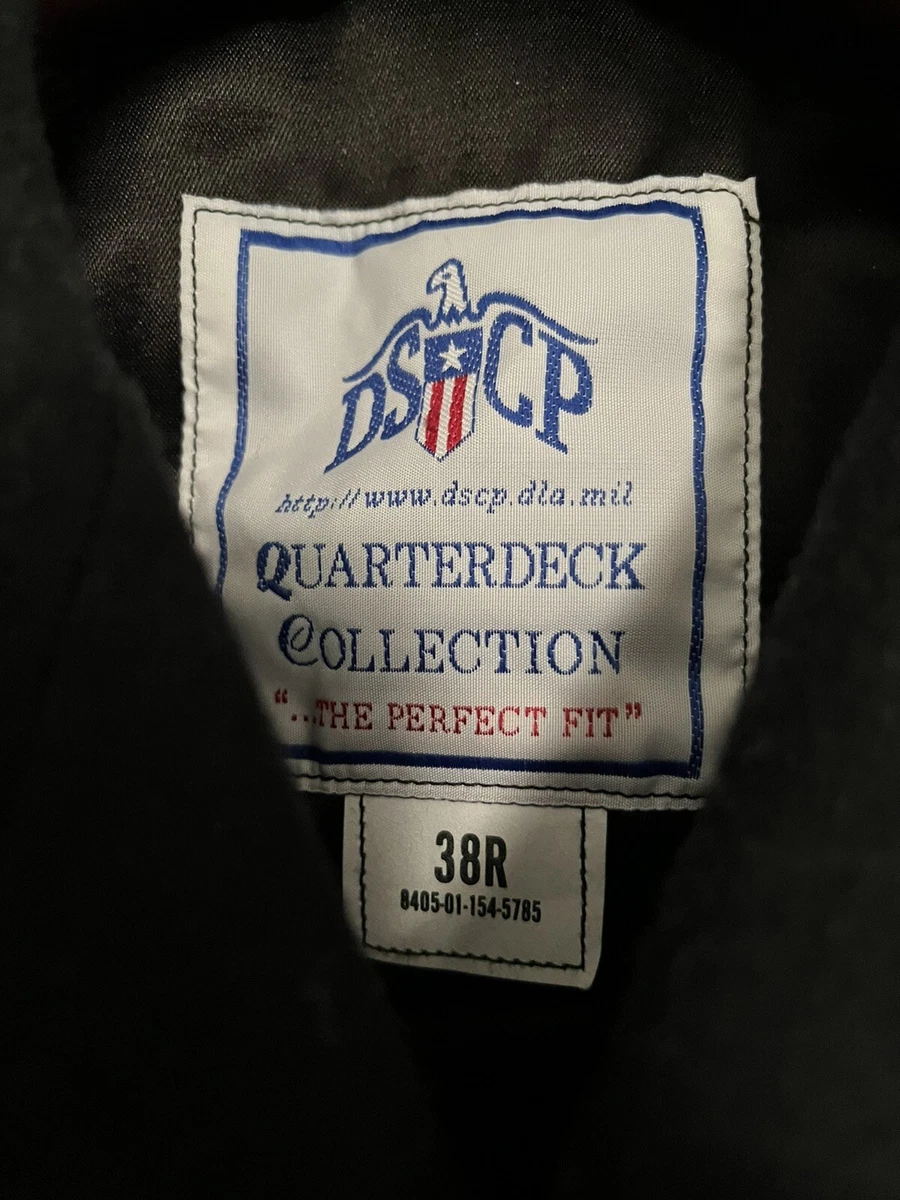 DSCP
http://www.dscp.dla.mil
QUARTERDECK
COLLECTION
“...THE PERFECT FIT”
38R
8405-01-154-5785